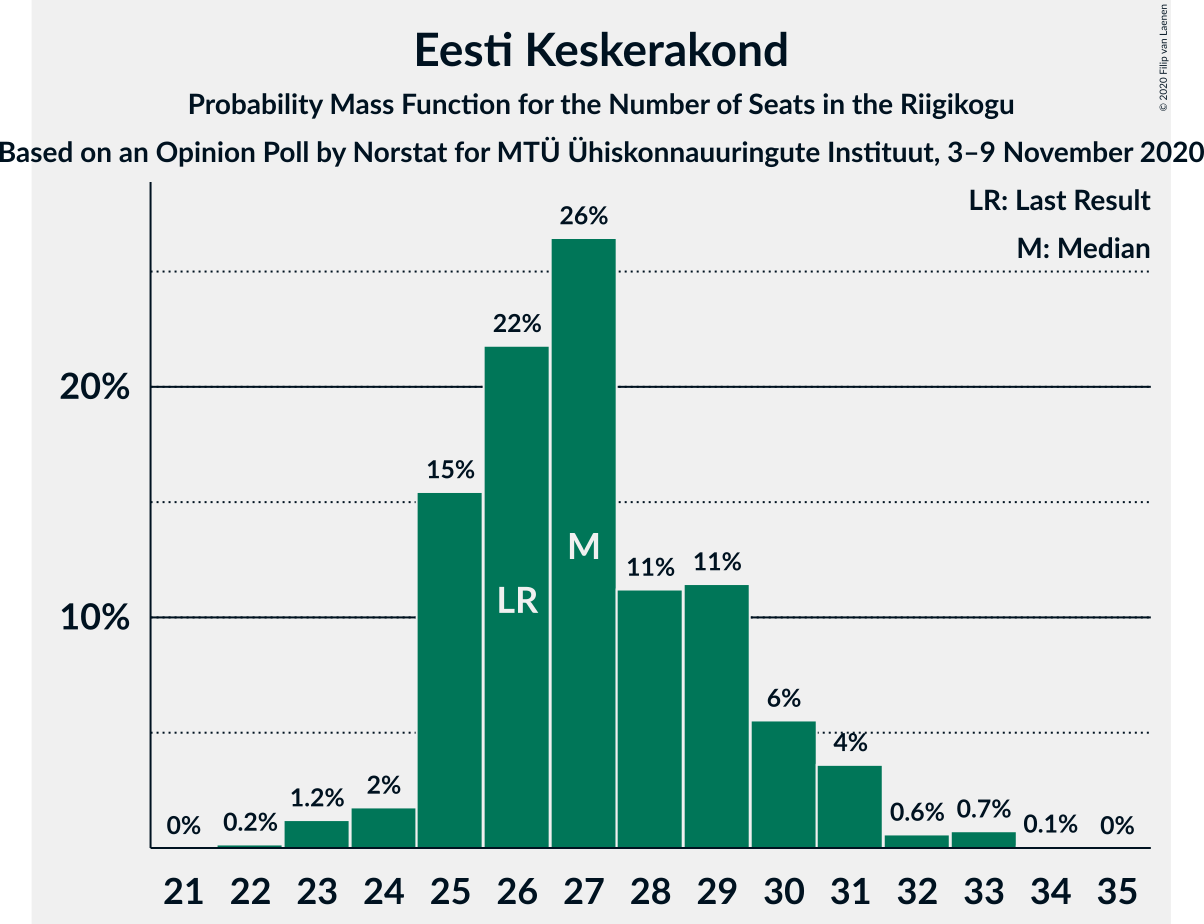 Eesti Keskerakond
Probability Mass Function for the Number of Seats in the Riigikogu
Based on an Opinion Poll by Norstat for MTÜ Ühiskonnauuringute Instituut, 3–9 November 2020
© 2020 Filip van Laenen
LR: Last Result
M: Median
26%
22%
20%
15%
M
11%
11%
LR
10%
6%
4%
2%
1.2%
0.7%
0.6%
0.2%
0.1%
0%
0%
21 22 23 24 25 26 27 28 29 30 31 32 33 34 35